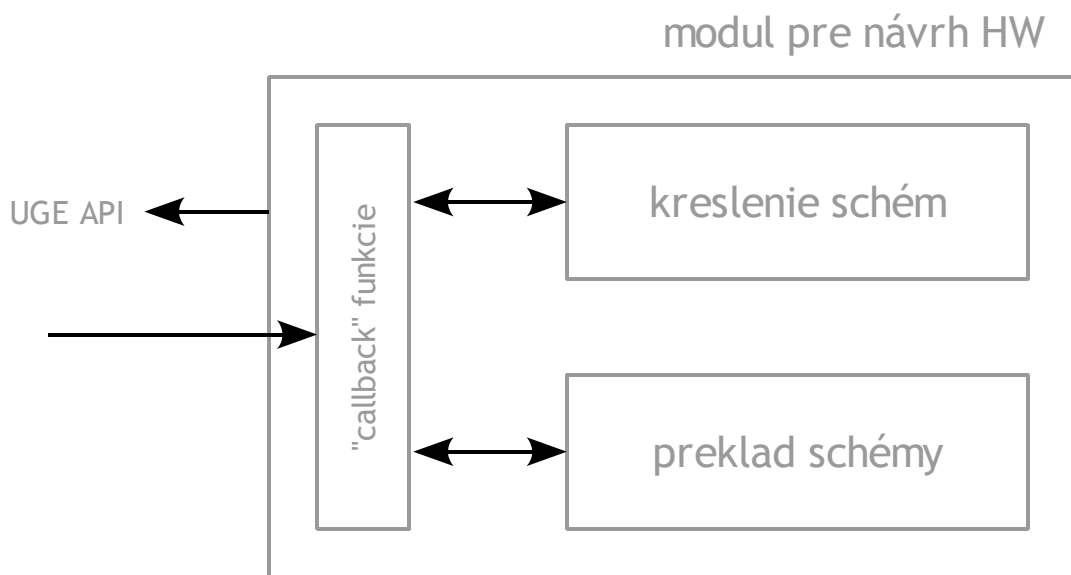 modul pre návrh HW
UGE API
"callback" funkcie
kreslenie schém
preklad schémy